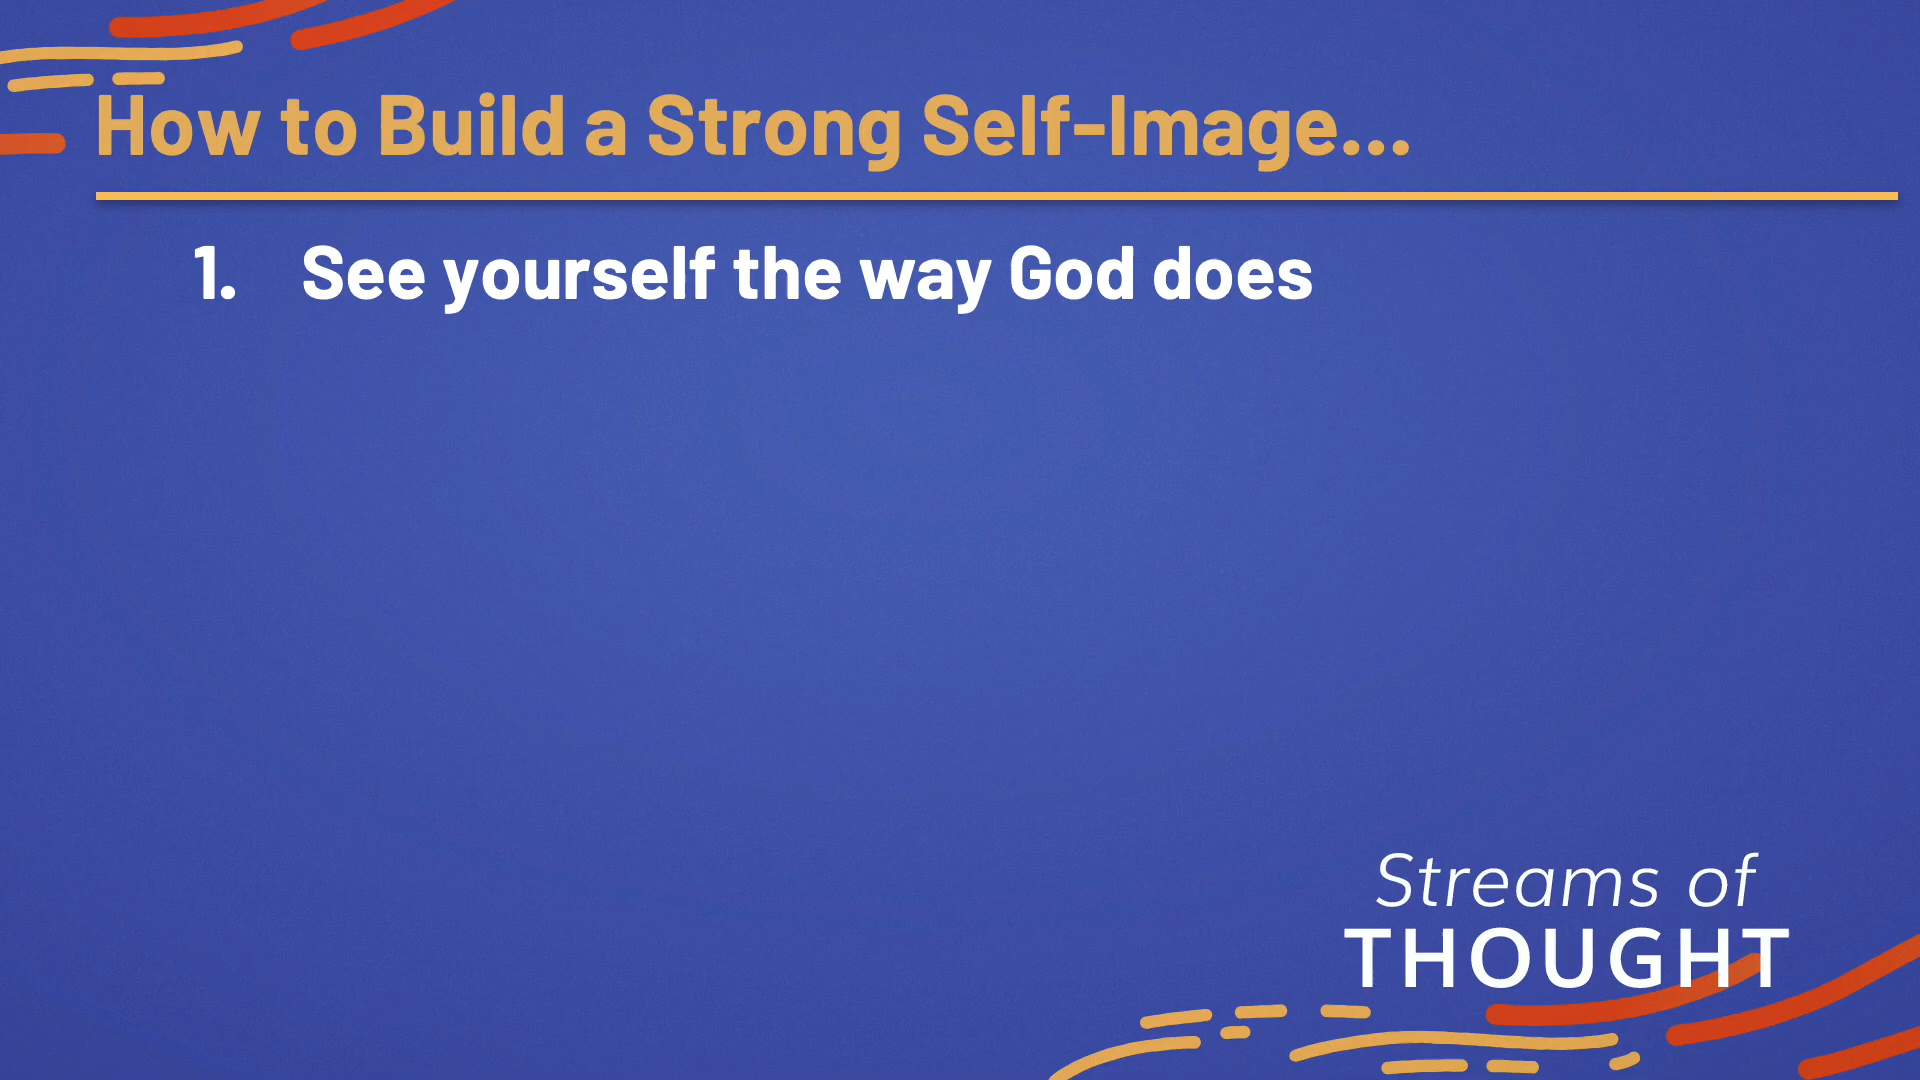 How to Build a Strong Self-Image...
1. See yourself the way God does
Streams of
THOUGHT